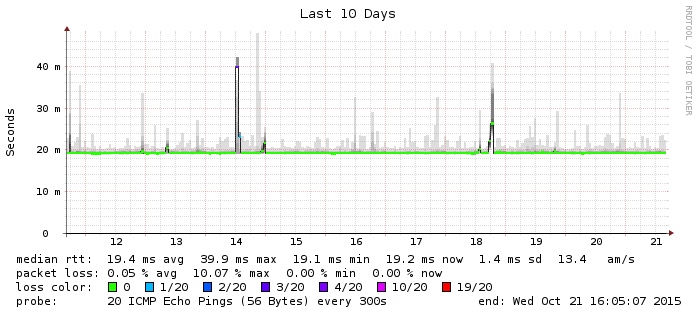 Last 10 Days
RRDTOOL / TOBI OETIKER
Seconds
40 m
30 m
20 m
10 m
0
12 13 14 15 16 17 18 19 20 21
median rtt: 19.4 ms avg 39.9 ms max 19.1 ms min 19.2 ms now 1.4 ms sd 13.4 am/s
packet loss: 0.05 % avg 10.07 % max 0.00 % min 0.00 % now
loss color: 0 1/20 2/20 3/20 4/20 10/20 19/20
probe: 20 ICMP Echo Pings (56 Bytes) every 300s end: Wed Oct 21 16:05:07 2015